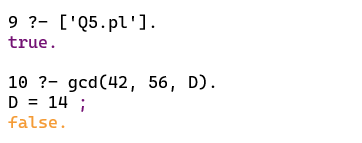 9 ?- ['Q5.pl'].
true.
10 ?- gcd(42, 56, D).
D = 14 ;
false.